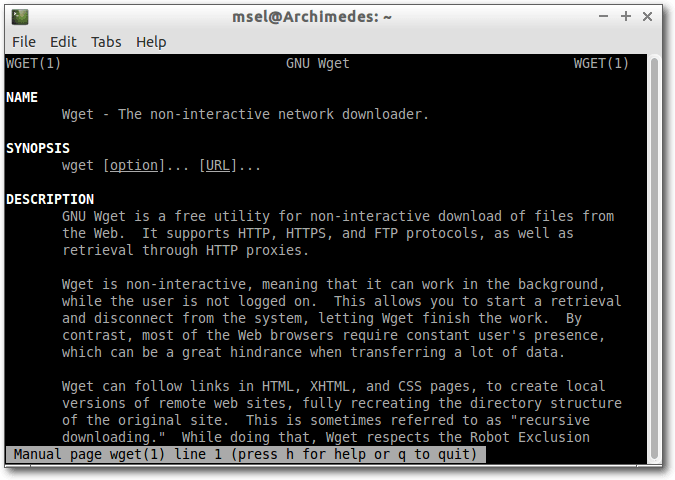 msel@Archimedes: ~
File Edit Tabs Help
WGET(1) GNU Wget WGET(1)
NAME
Wget - The non-interactive network downloader.
SYNOPSIS
wget [option]... [URL]...
DESCRIPTION
GNU Wget is a free utility for non-interactive download of files from
the Web.  It supports HTTP, HTTPS, and FTP protocols, as well as
retrieval through HTTP proxies.
Wget is non-interactive, meaning that it can work in the background,
while the user is not logged on.  This allows you to start a retrieval
and disconnect from the system, letting Wget finish the work.  By
contrast, most of the Web browsers require constant user's presence,
which can be a great hindrance when transferring a lot of data.
Wget can follow links in HTML, XHTML, and CSS pages, to create local
versions of remote web sites, fully recreating the directory structure
of the original site.  This is sometimes referred to as "recursive
downloading."  While doing that, Wget respects the Robot Exclusion
Manual page wget(1) line 1 (press h for help or q to quit)